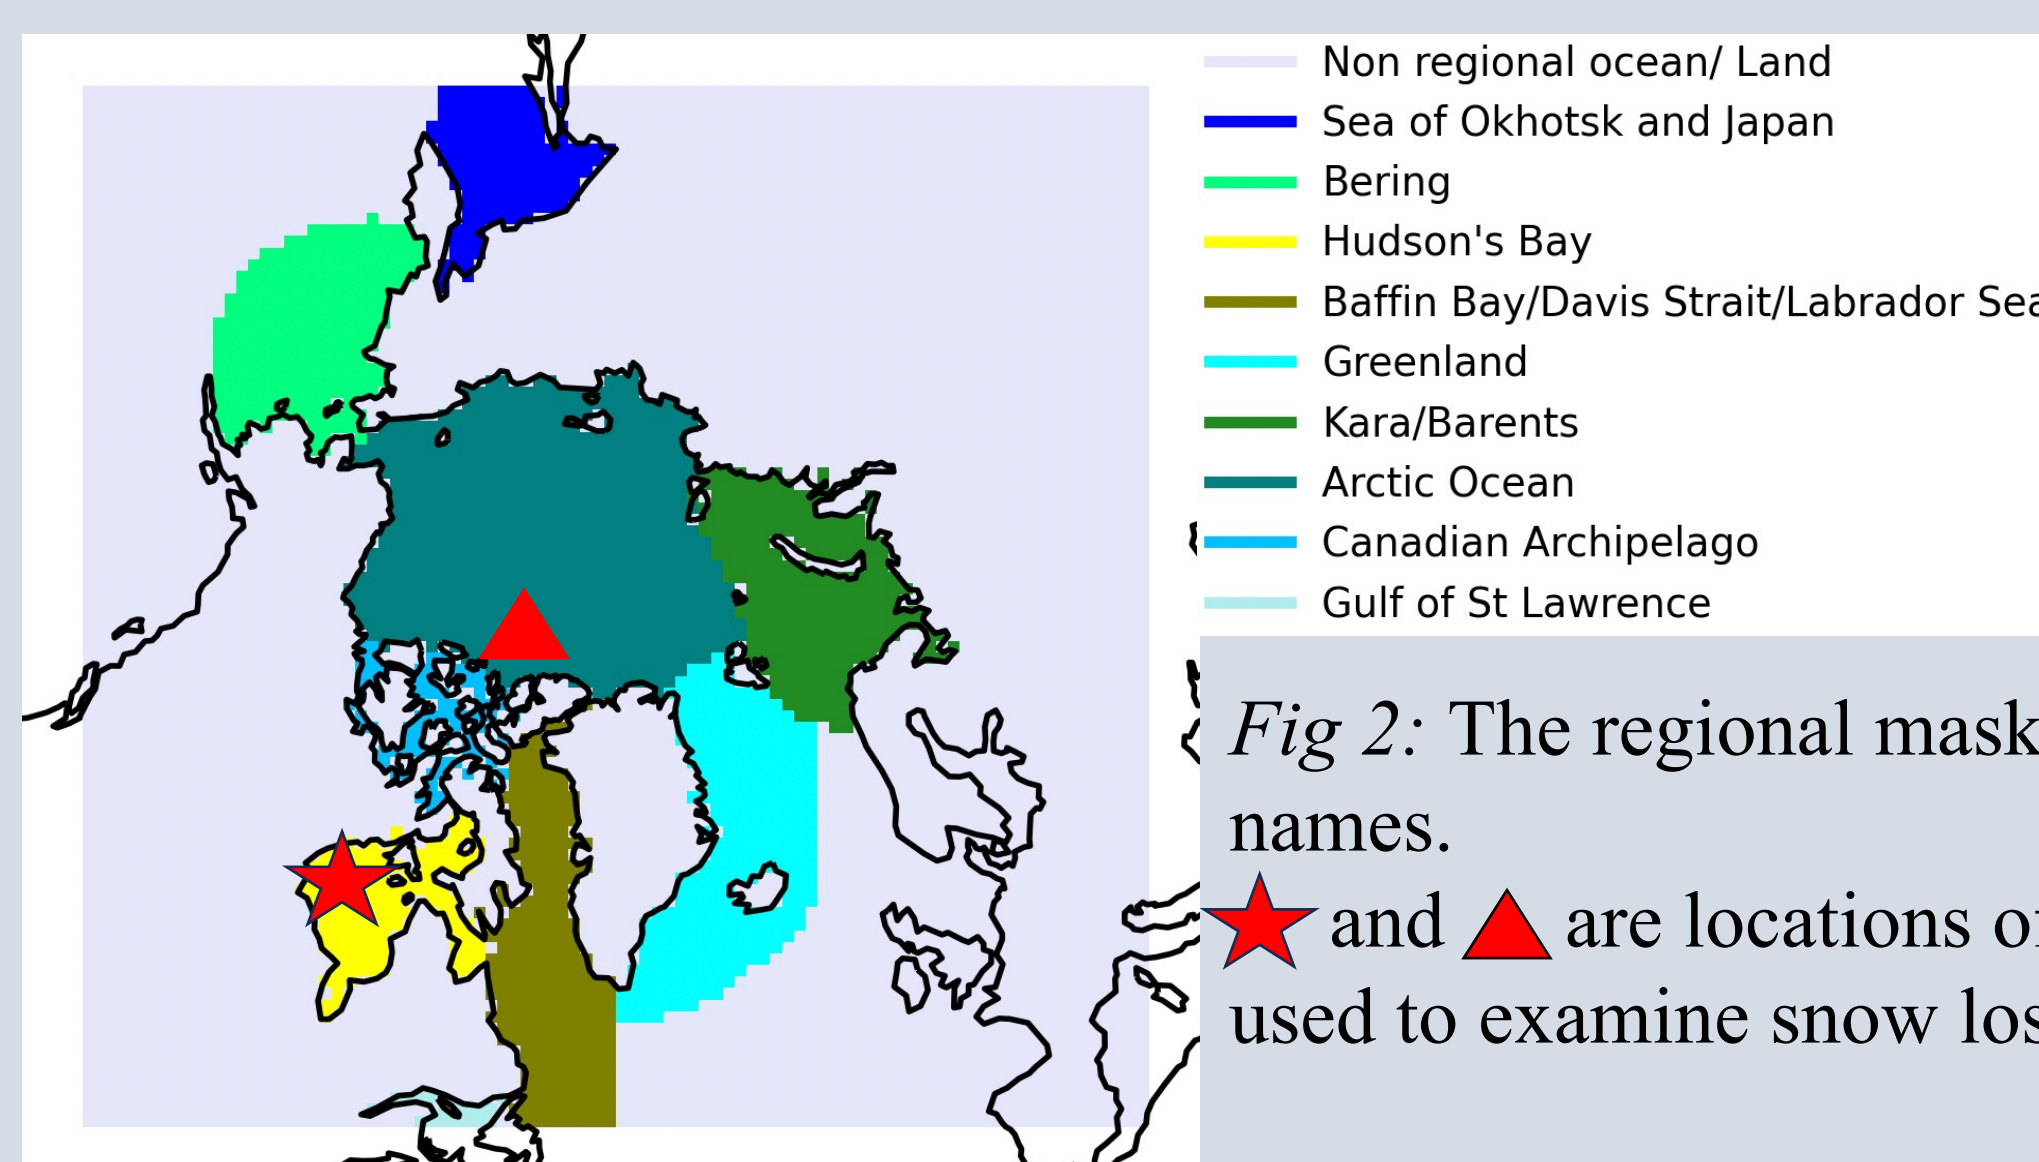 Non regional ocean/ Land
Sea of Okhotsk and Japan
Bering
Hudson's Bay
Baffin Bay/Davis Strait/Labrador Sea
Greenland
Kara/Barents
Arctic Ocean
Canadian Archipelago
Gulf of St Lawrence
Fig 2: The regional mask
names.
and are locations
used to examine snow